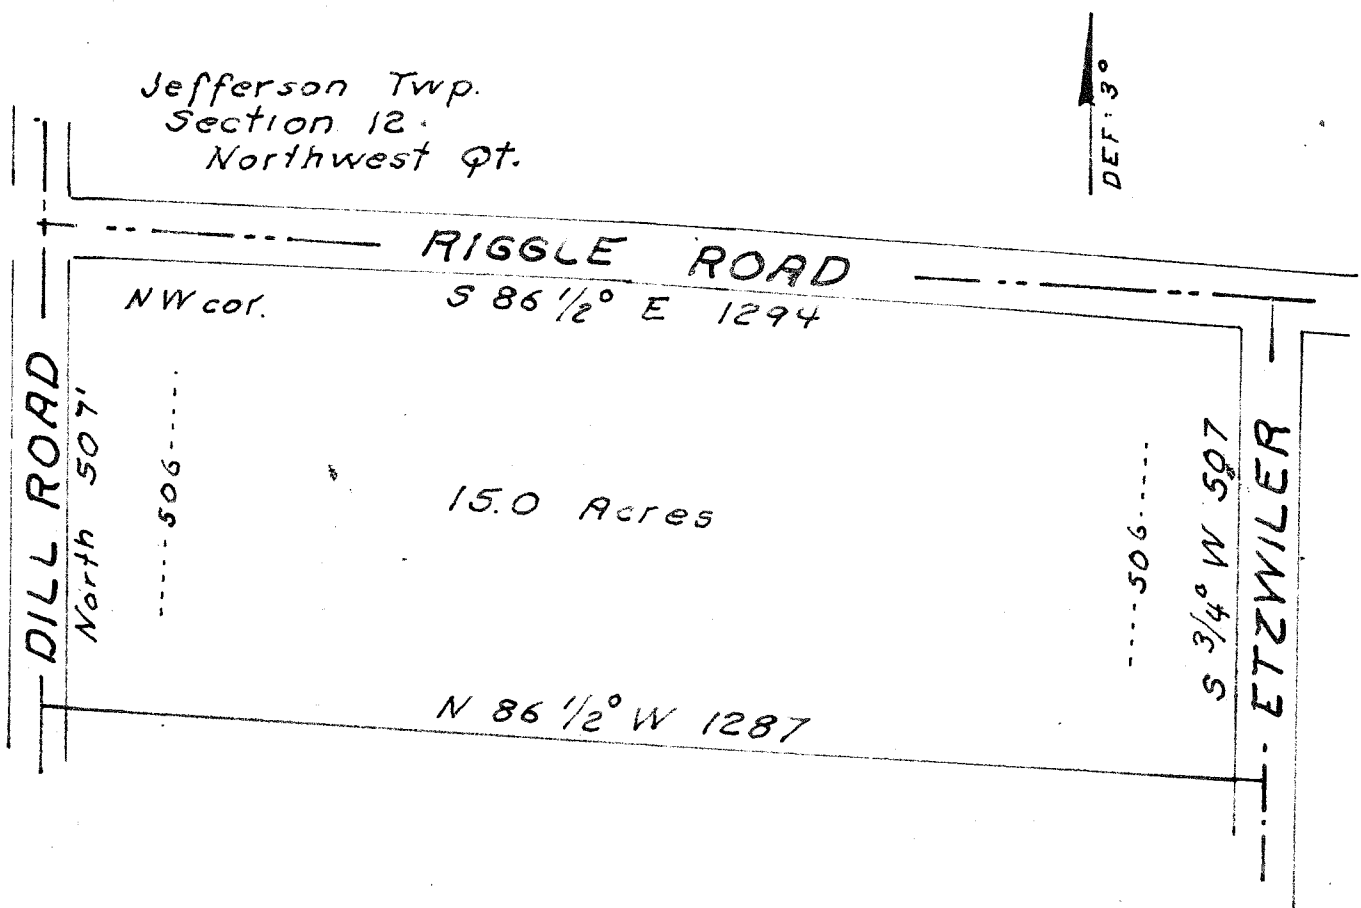 Jefferson Twp.
Section 12.
Northwest Qt.
DEF: 3°
RIGGLE ROAD
NW cor.
S 86 1/2° E 1294
DILL ROAD
North 507'
-----506-----
15.0 Acres
----506-----
S 3/4° W 507
ETZWILER
N 86 1/2° W 1287